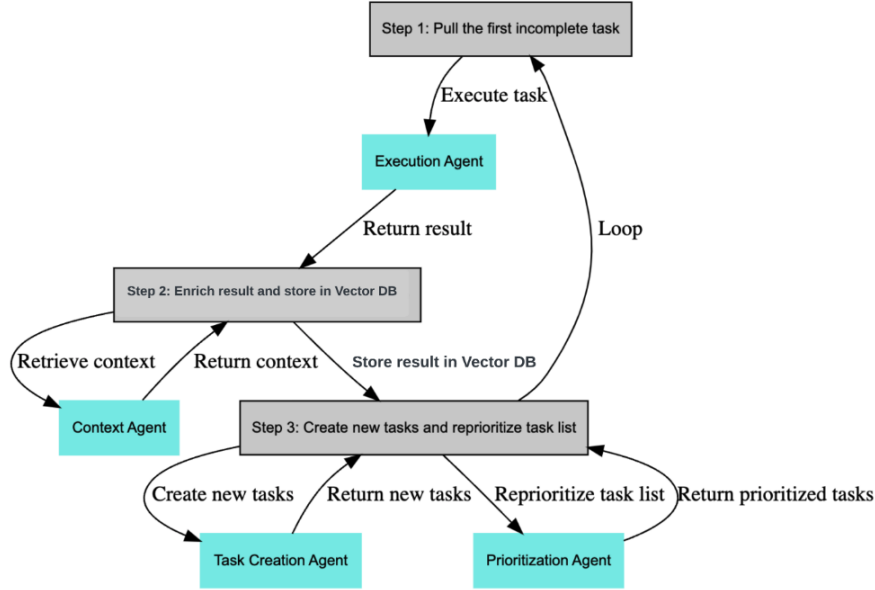 Step 1: Pull the first incomplete task
Execute task
Execution Agent
Return result
Loop
Step 2: Enrich result and store in Vector DB
Retrieve context
Return context
Store result in Vector DB
Context Agent
Step 3: Create new tasks and reprioritize task list
Create new tasks
Return new tasks
Reprioritize task list
Return prioritized tasks
Task Creation Agent
Prioritization Agent